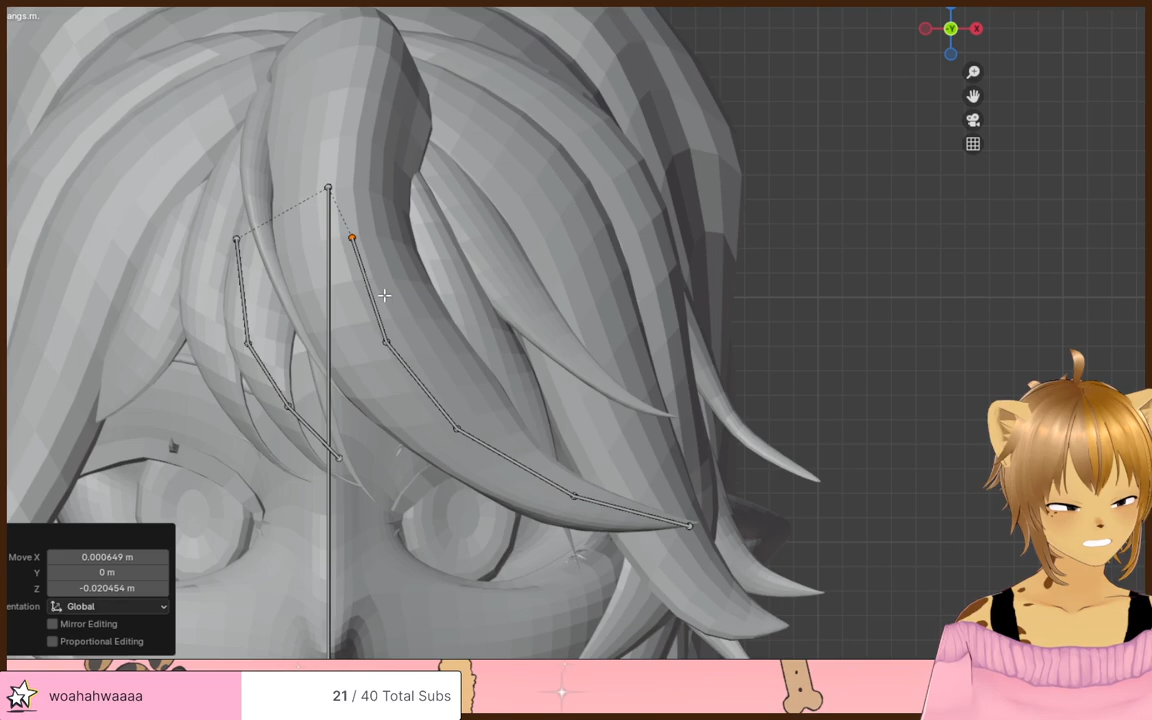 angs.m.
Y
X
Move X 0.000649 m
Y 0 m
Z -0.020454 m
entation Global
Mirror Editing
Proportional Editing
woahahwaaaa 21 / 40 Total Subs